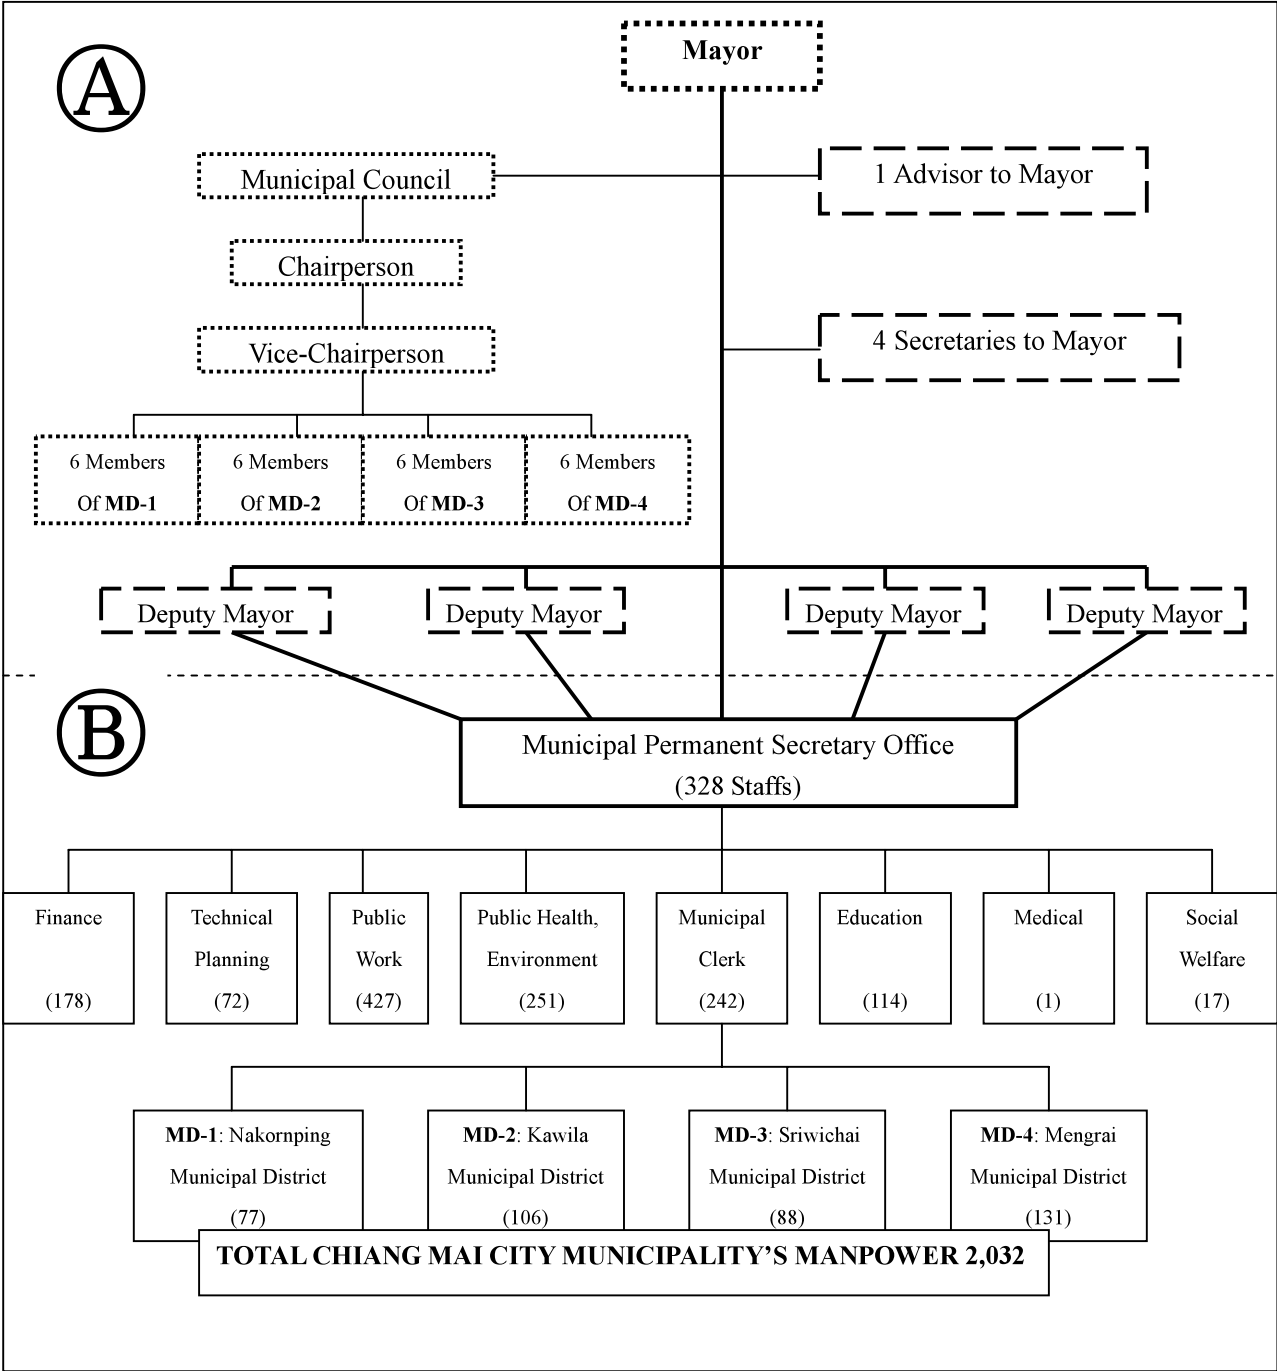 A
Mayor
Municipal Council
1 Advisor to Mayor
Chairperson
4 Secretaries to Mayor
Vice-Chairperson
6 Members
Of MD-1
6 Members
Of MD-2
6 Members
Of MD-3
6 Members
Of MD-4
Deputy Mayor
Deputy Mayor
Deputy Mayor
Deputy Mayor
B
Municipal Permanent Secretary Office
(328 Staffs)
Finance
(178)
Technical
Planning
(72)
Public
Work
(427)
Public Health,
Environment
(251)
Municipal
Clerk
(242)
Education
(114)
Medical
(1)
Social
Welfare
(17)
MD-1: Nakornping
Municipal District
(77)
MD-2: Kawila
Municipal District
(106)
MD-3: Sriwichai
Municipal District
(88)
MD-4: Mengrai
Municipal District
(131)
TOTAL CHIANG MAI CITY MUNICIPALITY’S MANPOWER 2,032